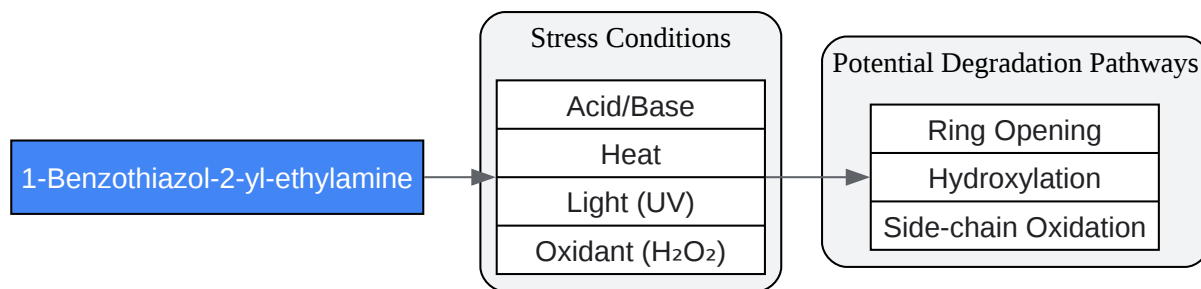 Stress Conditions
Potential Degradation Pathways
1-Benzothiazol-2-yl-ethylamine
Acid/Base
Heat
Light (UV)
Oxidant (H₂O₂)
Ring Opening
Hydroxylation
Side-chain Oxidation